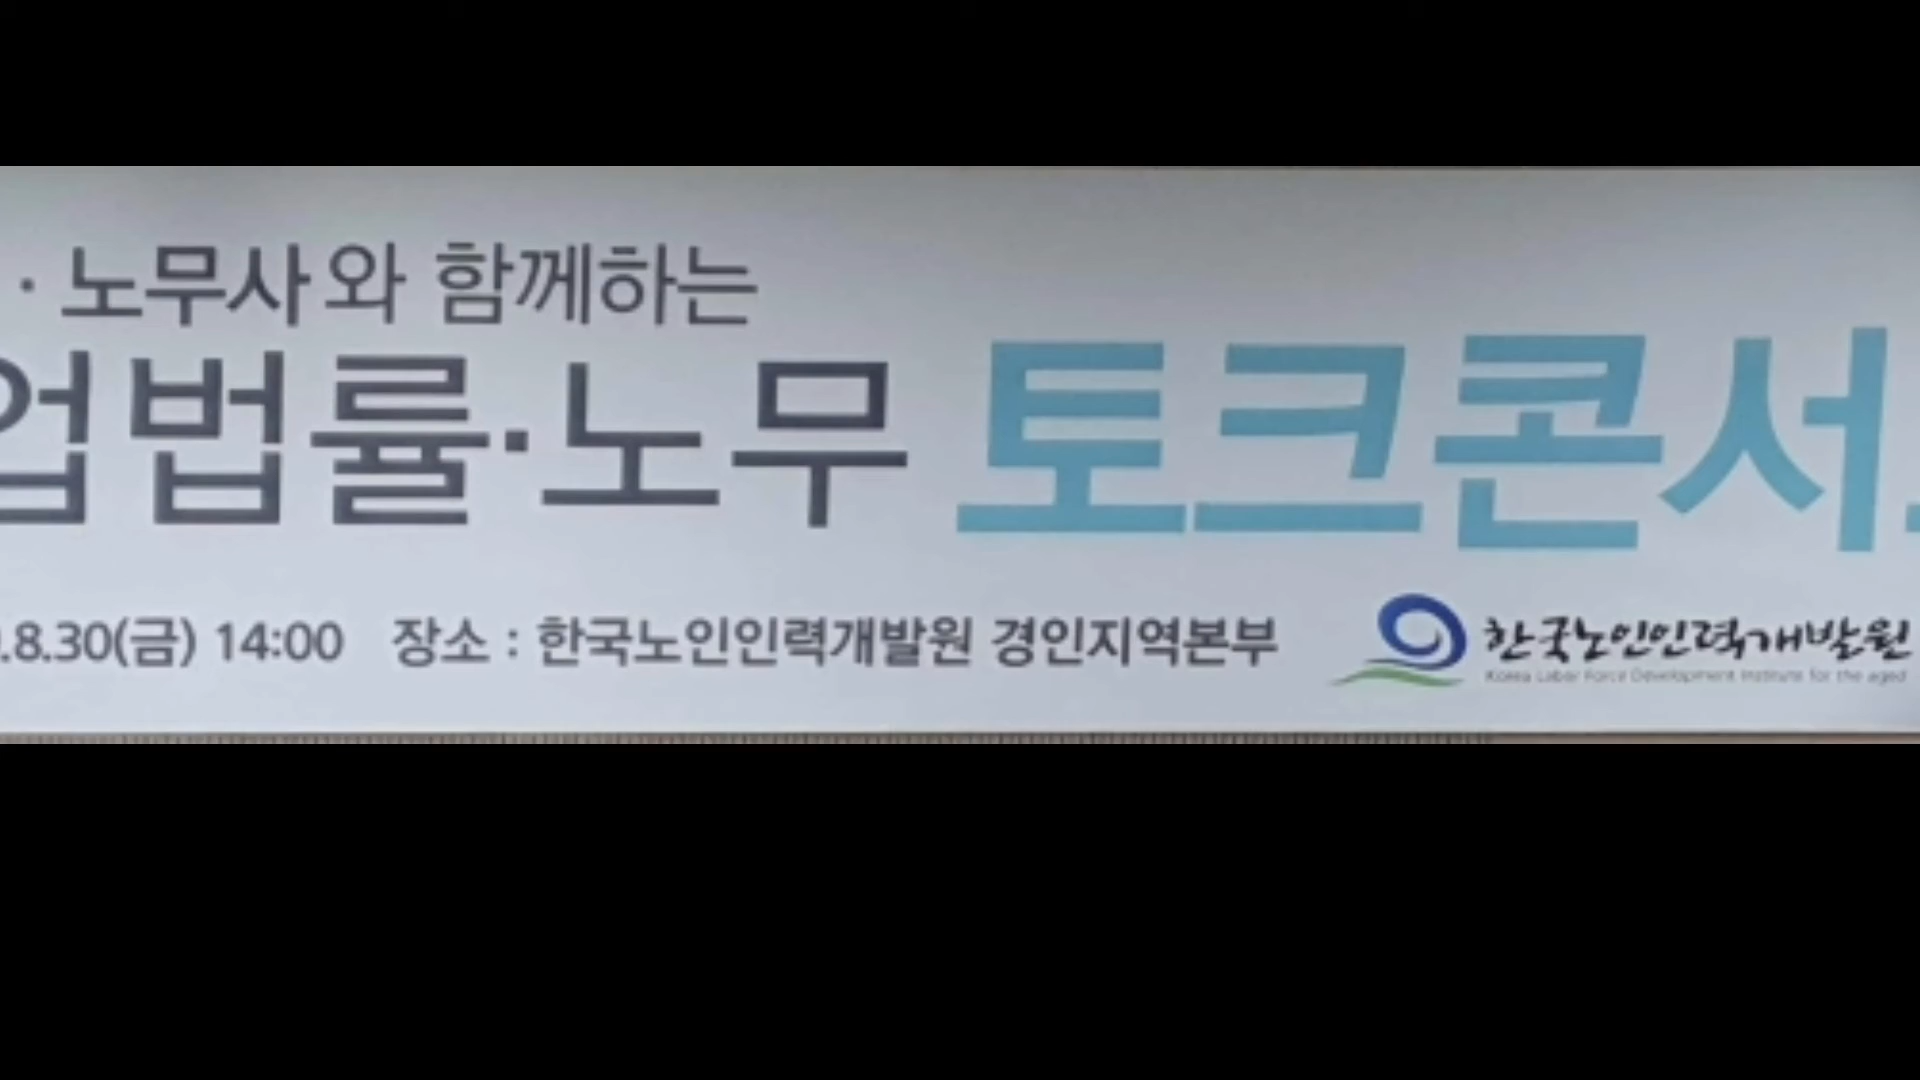 · 노무사와 함께하는
업법률·노무 토크콘서
.8.30(금) 14:00 장소 : 한국노인인력개발원 경인지역본부
한국노인인력개발원
Korea Labor Force Development Institute for the aged